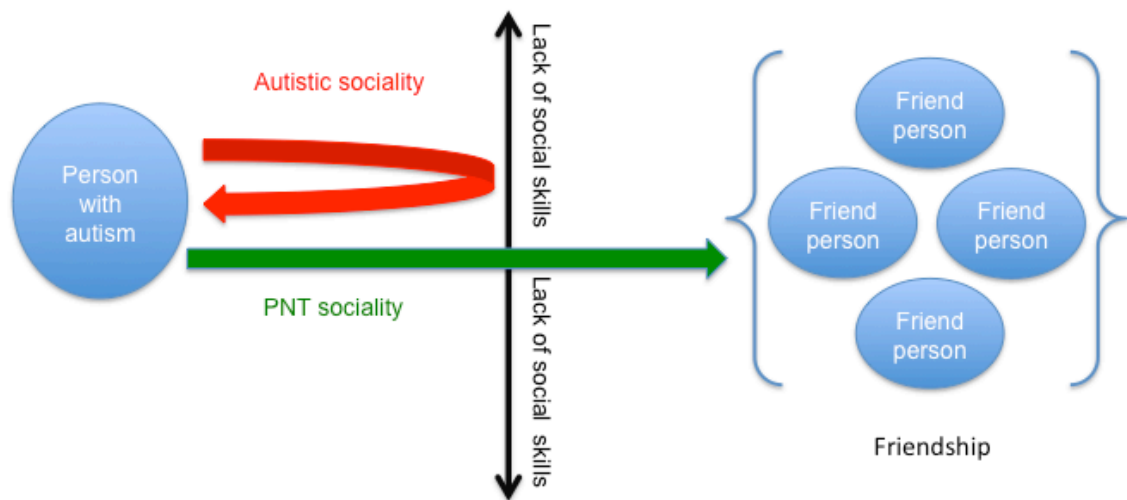 Autistic sociality
Person
with
autism
PNT sociality
Lack of social skills
Lack of social  skills
Friend
person
Friend
person
Friend
person
Friend
person
Friendship